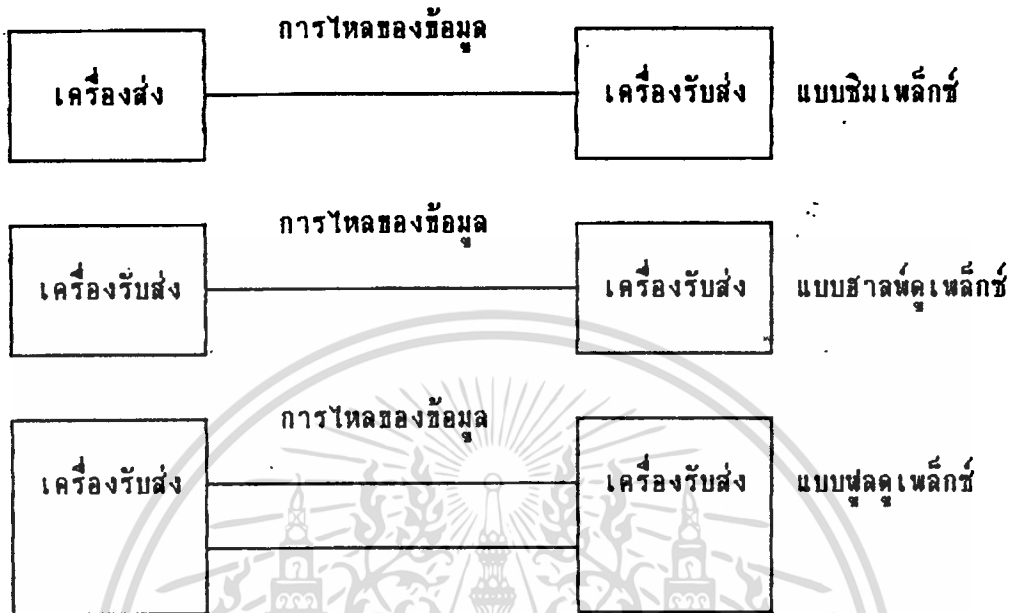 การไหลของข้อมูล
เครื่องส่ง เครื่องรับส่ง แบบซิมเพล็กซ์
การไหลของข้อมูล
เครื่องรับส่ง เครื่องรับส่ง แบบฮาลฟ์ดูเพล็กซ์
การไหลของข้อมูล
เครื่องรับส่ง เครื่องรับส่ง แบบฟูลดูเพล็กซ์